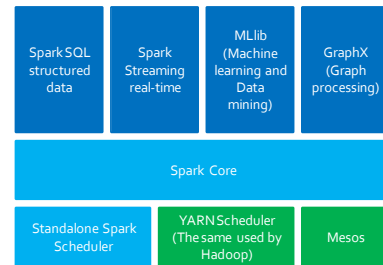 Spark SQL
structured
data
Spark
Streaming
real-time
MLlib
(Machine
learning and
Data
mining)
GraphX
(Graph
processing)
Spark Core
Standalone Spark
Scheduler
YARN Scheduler
(The same used by
Hadoop)
Mesos